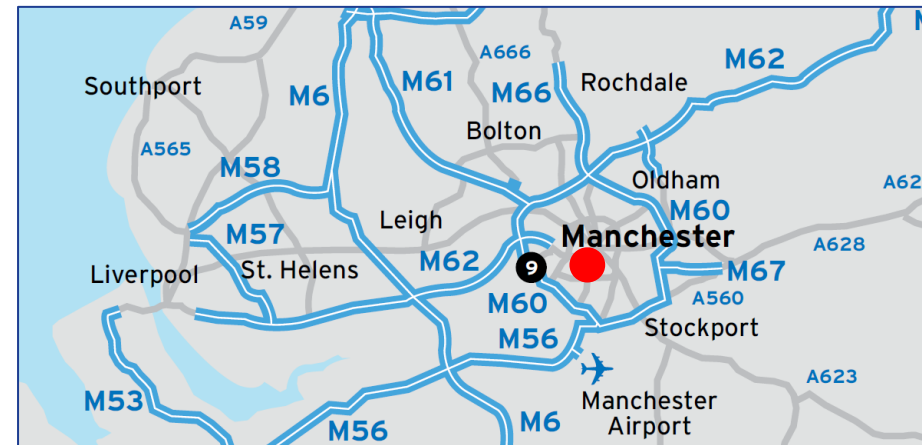 A59
M
Southport
M6
M61
A666
M66
Rochdale
M62
Bolton
A565
M58
Oldham
A62
M57
Leigh
M60
Manchester
A628
Liverpool
St. Helens
M62
9
M67
M60
A560
M56
Stockport
M53
A623
M56
M6
Manchester
Airport